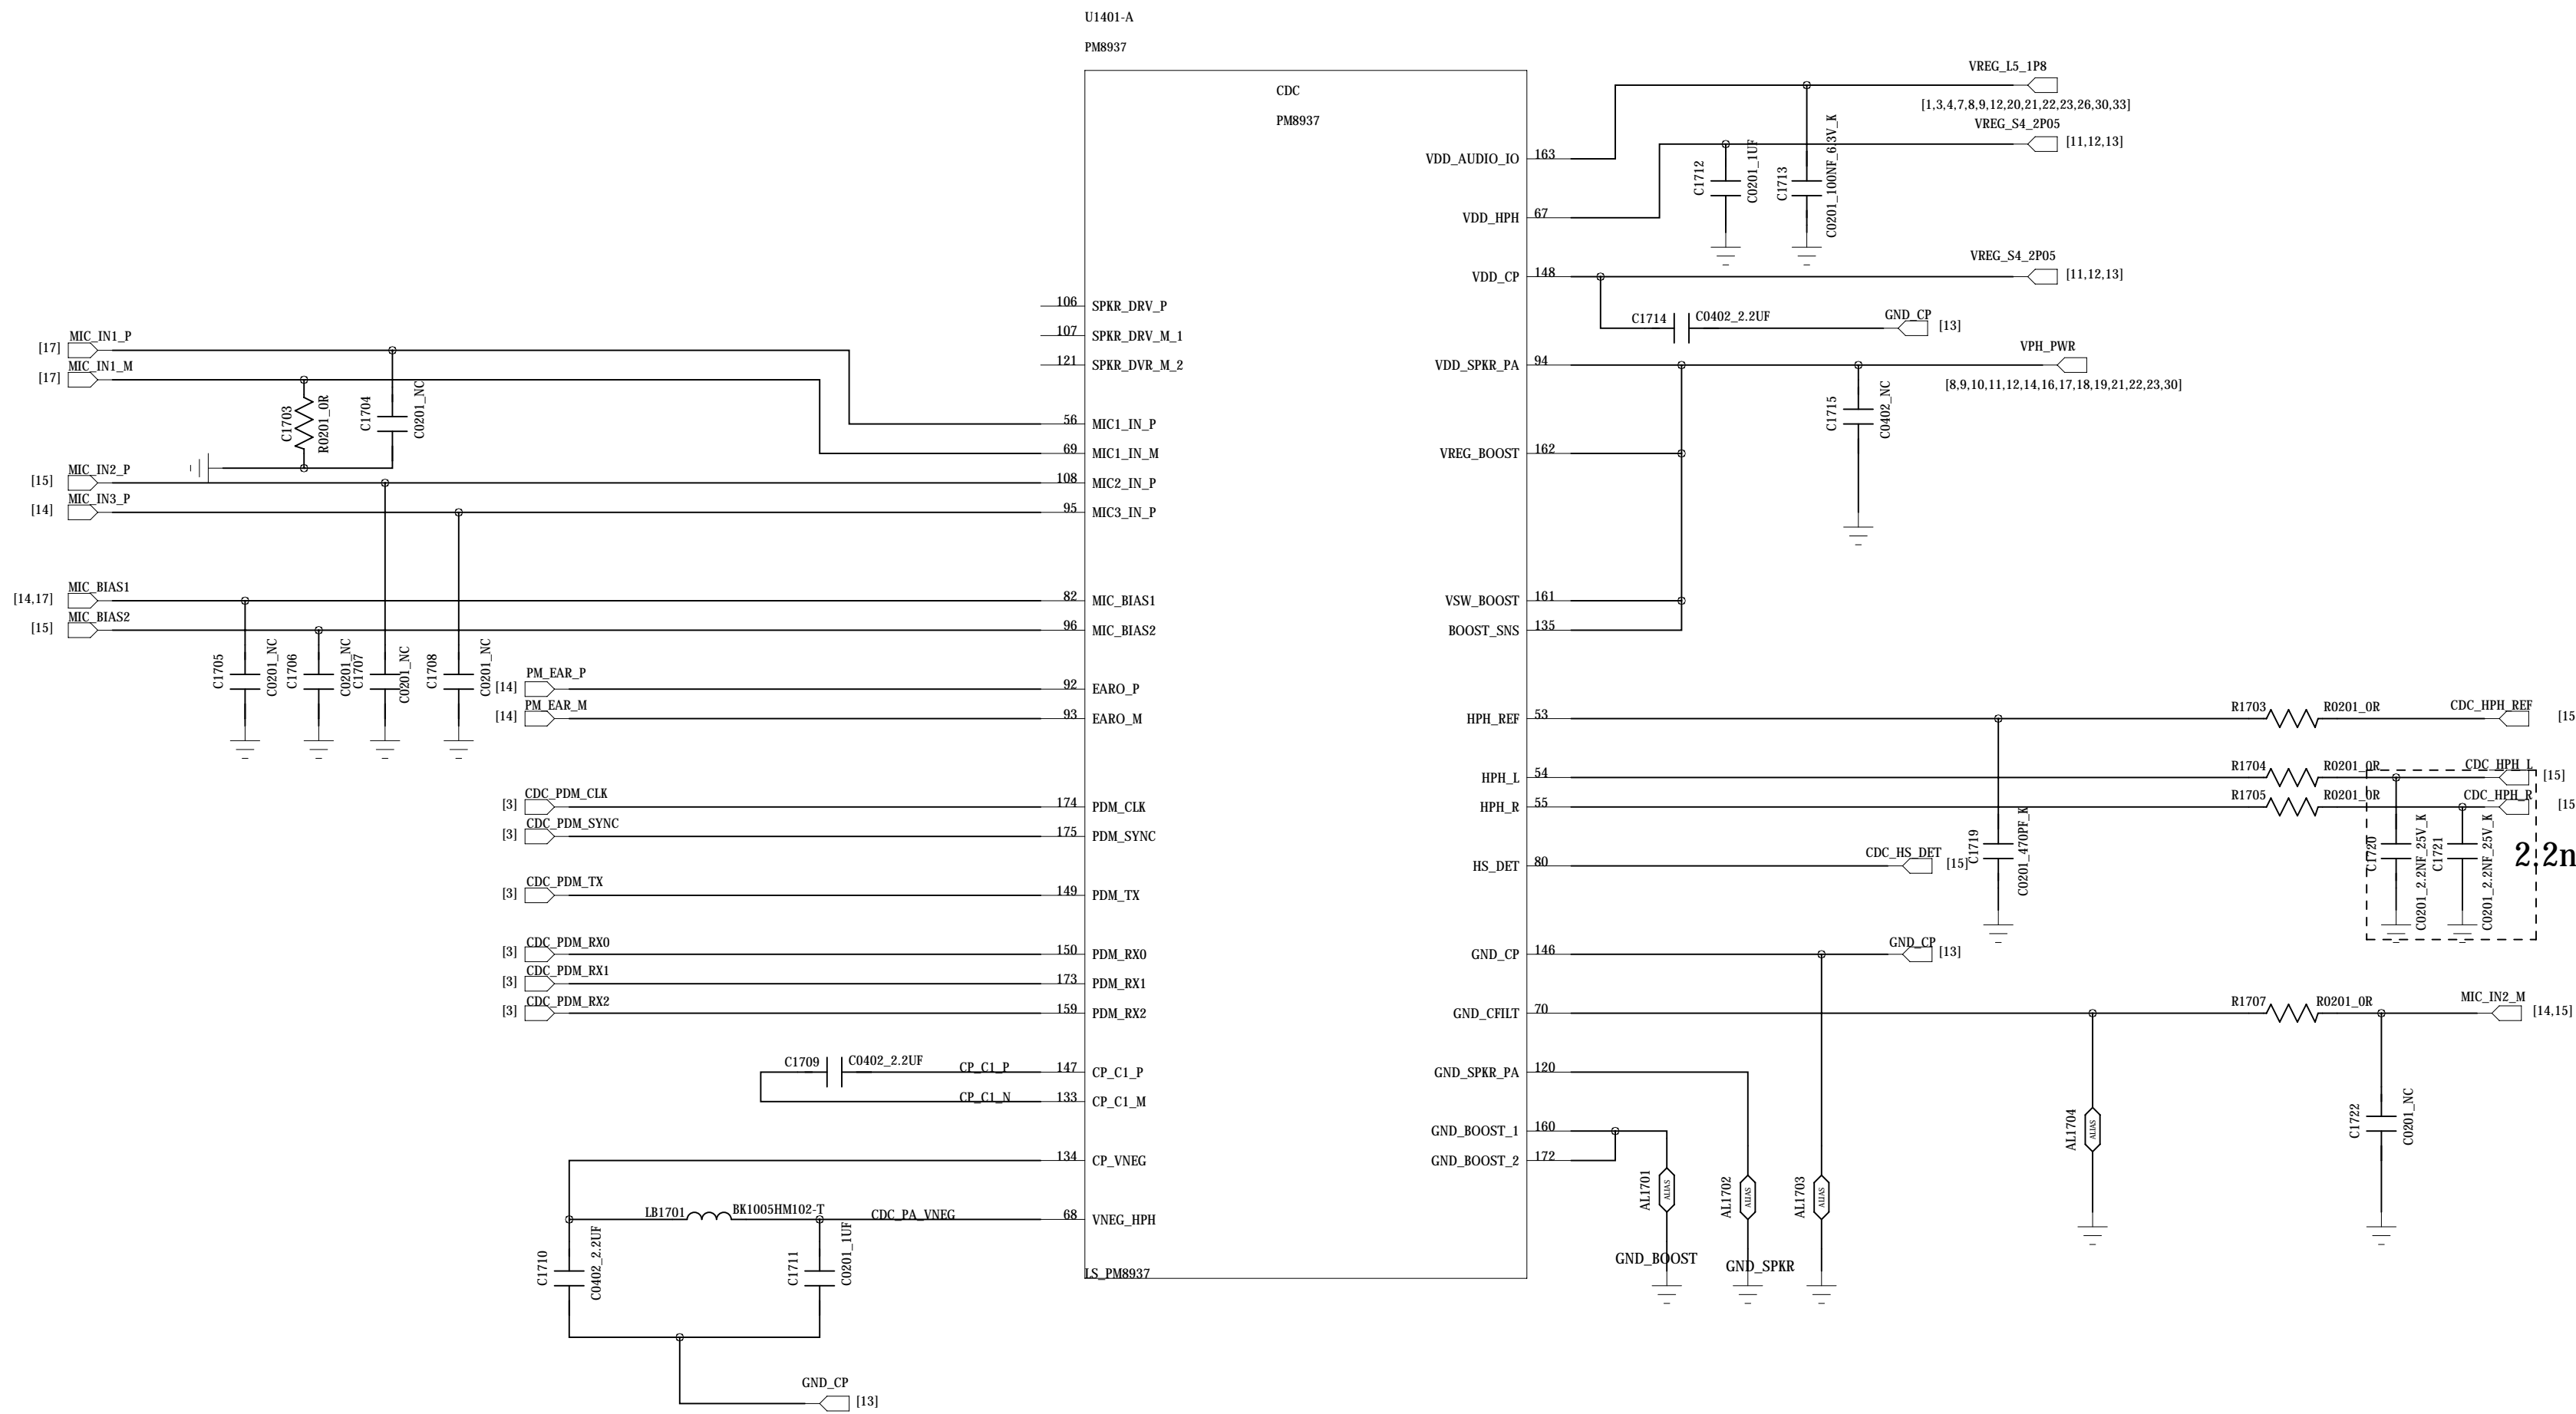 U1401-A
PM8937
CDC
PM8937
VREG_L5_1P8
[1,3,4,7,8,9,12,20,21,22,23,26,30,33]
VREG_S4_2P05
[11,12,13]
VDD_AUDIO_IO 163
C1712
C0201_1UF
C1713
C0201_100NF_6.3V_K
VDD_HPH 67
VREG_S4_2P05
VDD_CP 148
[11,12,13]
106 SPKR_DRV_P
C1714 C0402_2.2UF
GND_CP
[13]
107 SPKR_DRV_M_1
MIC_IN1_P
[17]
VPH_PWR
121 SPKR_DVR_M_2
VDD_SPKR_PA 94
MIC_IN1_M
[17]
[8,9,10,11,12,14,16,17,18,19,21,22,23,30]
C1703
R0201_0R
C1704
C0201_NC
C1715
C0402_NC
56 MIC1_IN_P
69 MIC1_IN_M
VREG_BOOST 162
MIC_IN2_P
[15]
108 MIC2_IN_P
MIC_IN3_P
[14]
95 MIC3_IN_P
MIC_BIAS1
[14,17]
82 MIC_BIAS1
VSW_BOOST 161
MIC_BIAS2
[15]
96 MIC_BIAS2
BOOST_SNS 135
C1705
C0201_NC
C1706
C0201_NC
C1707
C0201_NC
C1708
C0201_NC
PM_EAR_P
[14]
92 EARO_P
PM_EAR_M
[14]
93 EARO_M
HPH_REF 53
R1703 R0201_0R
CDC_HPH_REF
[15
HPH_L 54
R1704 R0201_0R
CDC_HPH_L
[15]
CDC_PDM_CLK
[3]
174 PDM_CLK
HPH_R 55
R1705 R0201_0R
CDC_HPH_R
[15
CDC_PDM_SYNC
[3]
175 PDM_SYNC
C1719
C0201_470PF_K
C1720
C0201_2.2NF_25V_K
C1721
C0201_2.2NF_25V_K
2.2n
HS_DET 80
CDC_HS_DET
[15]
CDC_PDM_TX
[3]
149 PDM_TX
CDC_PDM_RX0
[3]
150 PDM_RX0
GND_CP 146
GND_CP
[13]
CDC_PDM_RX1
[3]
173 PDM_RX1
CDC_PDM_RX2
[3]
159 PDM_RX2
GND_CFILT 70
R1707 R0201_0R
MIC_IN2_M
[14,15]
C1709 C0402_2.2UF
CP_C1_P
147 CP_C1_P
GND_SPKR_PA 120
CP_C1_N
133 CP_C1_M
GND_BOOST_1 160
AL1704
ALIAS
C1722
C0201_NC
134 CP_VNEG
GND_BOOST_2 172
AL1701
ALIAS
AL1702
ALIAS
AL1703
ALIAS
LB1701 BK1005HM102-T
CDC_PA_VNEG
68 VNEG_HPH
C1710
C0402_2.2UF
C1711
C0201_1UF
GND_BOOST
GND_SPKR
LS_PM8937
GND_CP
[13]